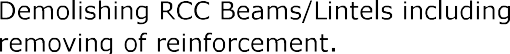 Demolishing RCC Beams/Lintels including
removing of reinforcement.